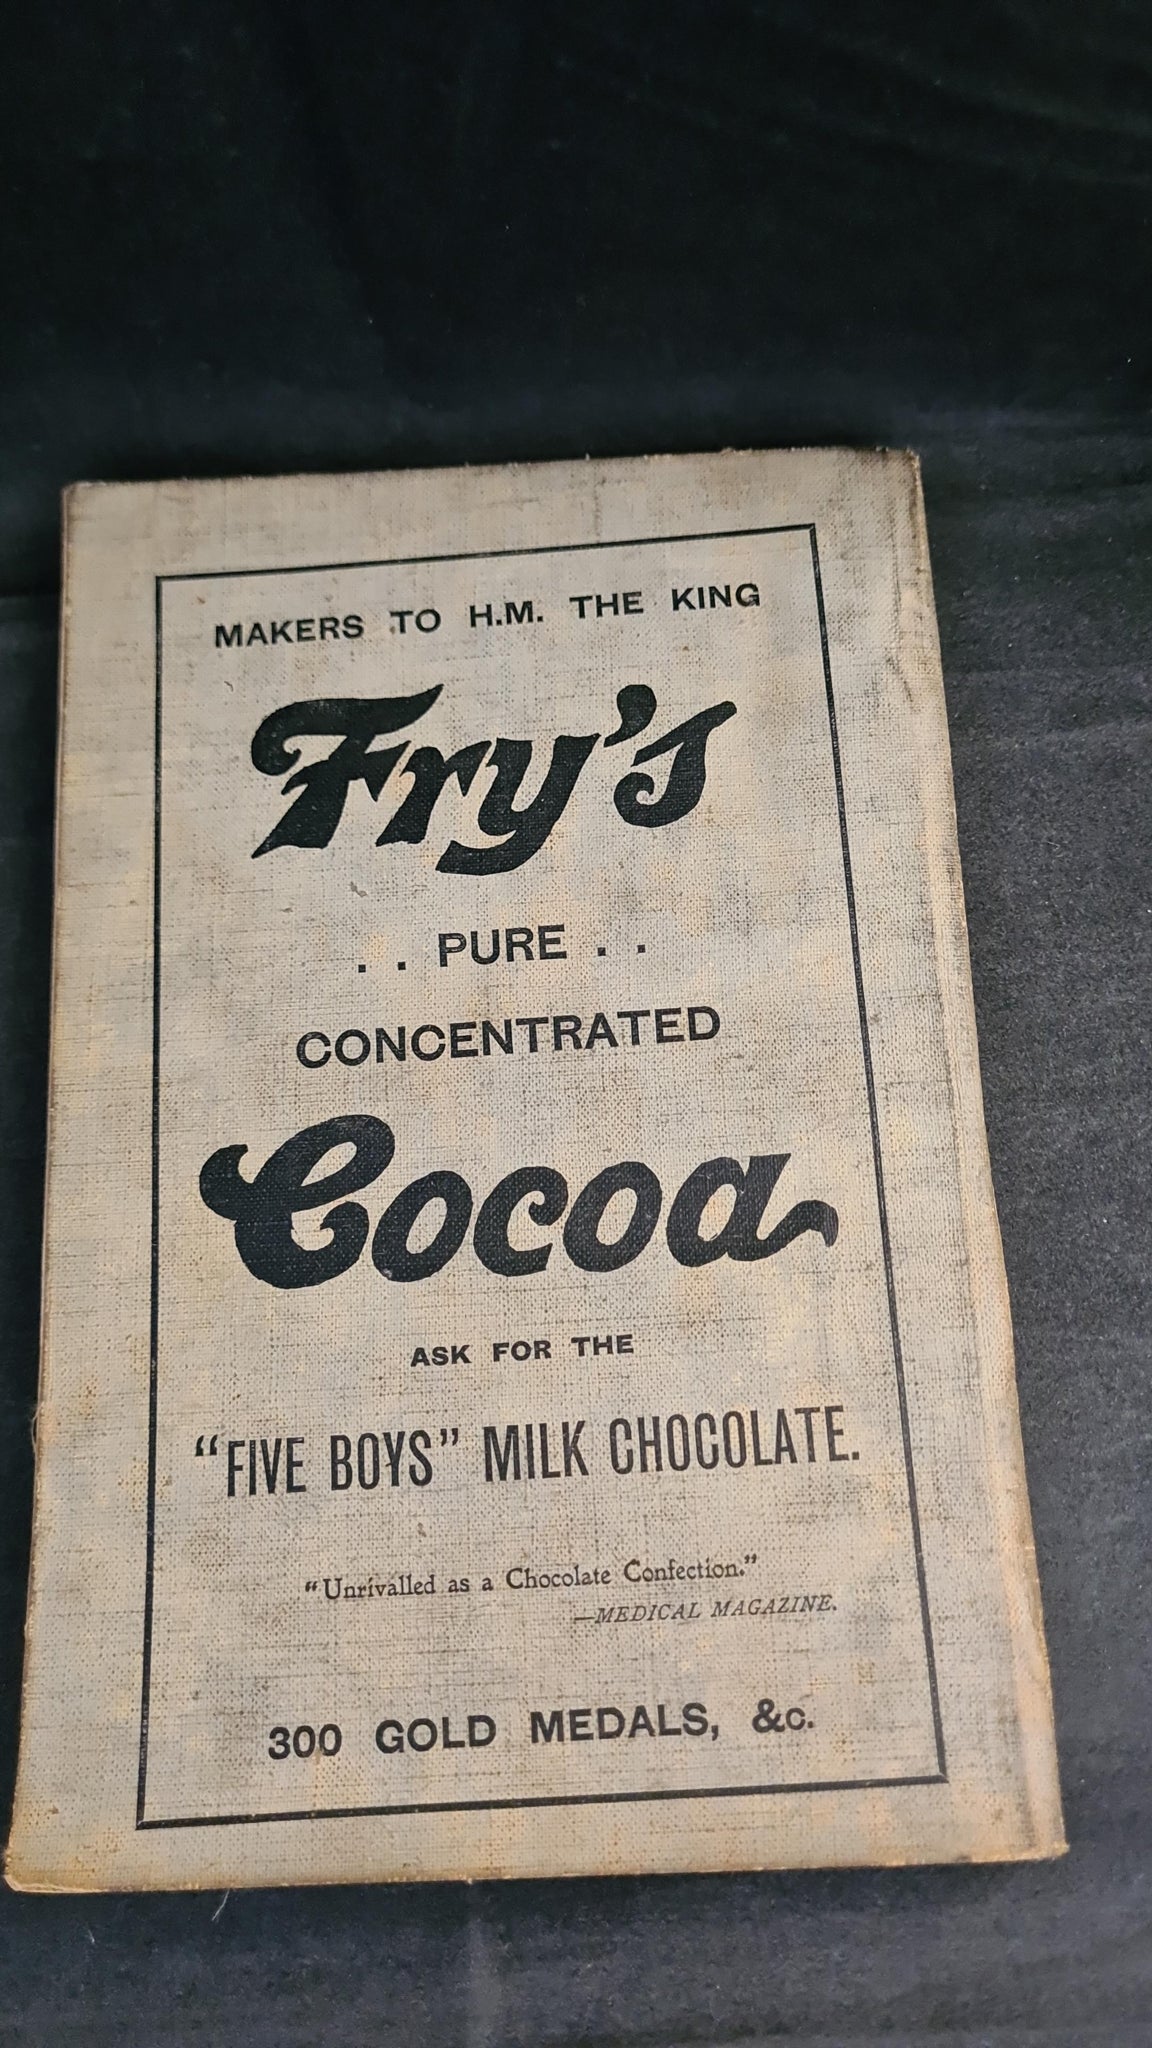 MAKERS TO H.M. THE KING
Fry's
. . PURE . .
CONCENTRATED
Cocoa
ASK FOR THE
"FIVE BOYS" MILK CHOCOLATE.
"Unrivalled as a Chocolate Confection."
—MEDICAL MAGAZINE.
300 GOLD MEDALS, &c.